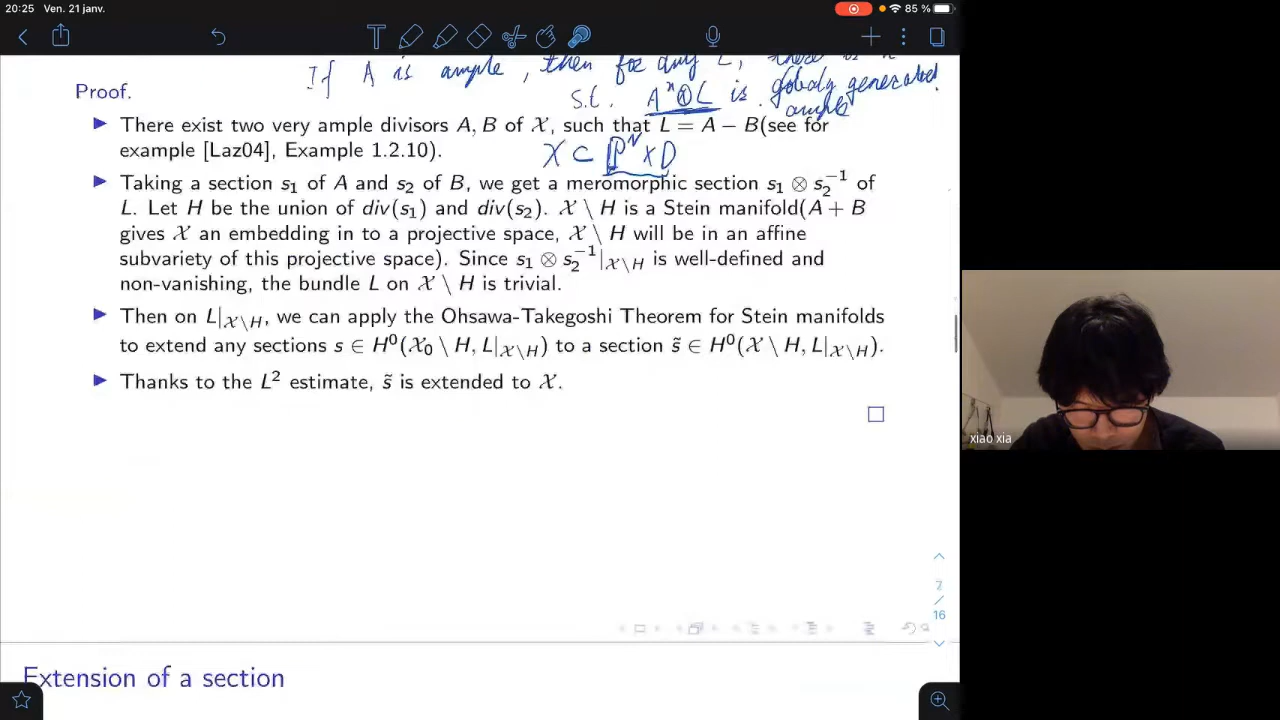 20:25 Ven. 21 janv.
85 %
If A is ample, then for any L,
s.t. Aⁿ⊗L is globaly generated
ample
Proof.
▶ There exist two very ample divisors A, B of 𝒳, such that L = A − B(see for
example [Laz04], Example 1.2.10).
𝒳 ⊂ ℙᴺ × D
▶ Taking a section s₁ of A and s₂ of B, we get a meromorphic section s₁ ⊗ s₂⁻¹ of
L. Let H be the union of div(s₁) and div(s₂). 𝒳 \ H is a Stein manifold(A + B
gives 𝒳 an embedding in to a projective space, 𝒳 \ H will be in an affine
subvariety of this projective space). Since s₁ ⊗ s₂⁻¹|𝒳\H is well-defined and
non-vanishing, the bundle L on 𝒳 \ H is trivial.
▶ Then on L|𝒳\H, we can apply the Ohsawa-Takegoshi Theorem for Stein manifolds
to extend any sections s ∈ H⁰(𝒳₀ \ H, L|𝒳\H) to a section s̃ ∈ H⁰(𝒳 \ H, L|𝒳\H).
▶ Thanks to the L² estimate, s̃ is extended to 𝒳.
□
xiao xia
/
16
Extension of a section